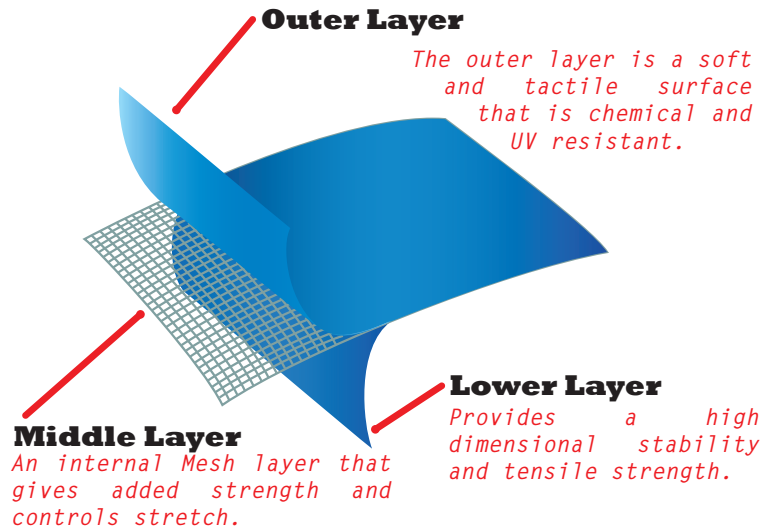 Outer Layer
The outer layer is a soft
and tactile surface
that is chemical and
UV resistant.
Lower Layer
Provides a high
dimensional stability
and tensile strength.
Middle Layer
An internal Mesh layer that
gives added strength and
controls stretch.